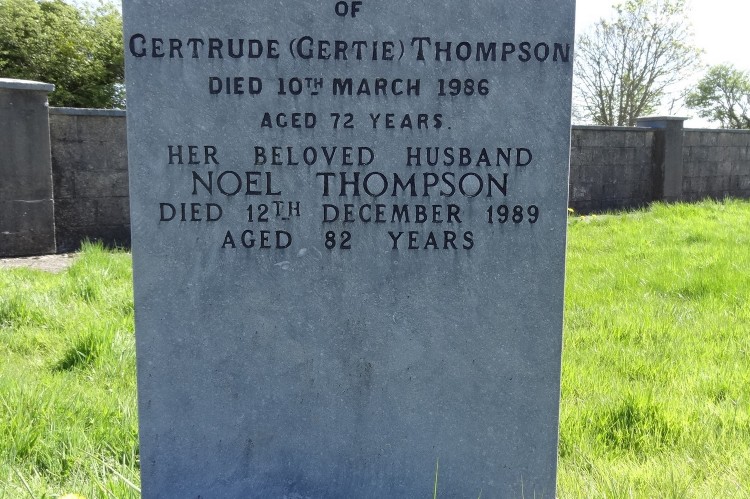 OF
GERTRUDE (GERTIE) THOMPSON
DIED 10TH MARCH 1986
AGED 72 YEARS.
HER BELOVED HUSBAND
NOEL THOMPSON
DIED 12TH DECEMBER 1989
AGED 82 YEARS